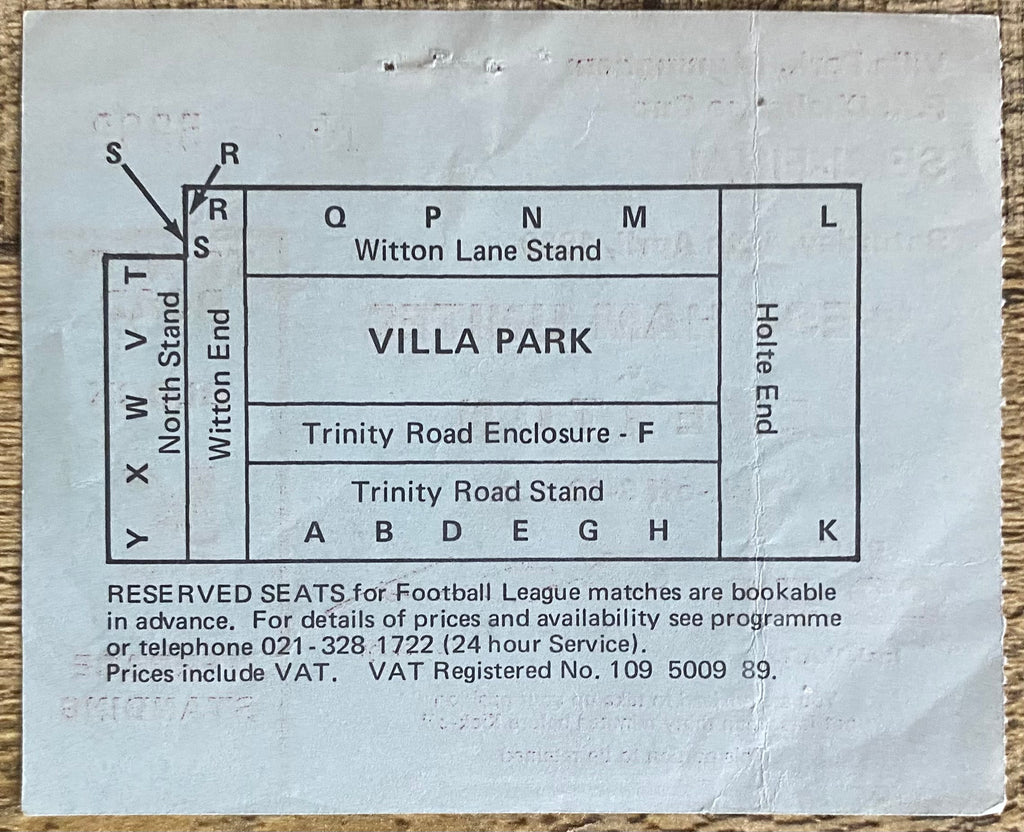 S R
R
S
Q P N M
Witton Lane Stand
L
T
V
W
X
Y
North Stand
Witton End
VILLA PARK
Holte End
Trinity Road Enclosure - F
Trinity Road Stand
A B D E G H
K
RESERVED SEATS for Football League matches are bookable
in advance. For details of prices and availability see programme
or telephone 021-328 1722 (24 hour Service).
Prices include VAT. VAT Registered No. 109 5009 89.